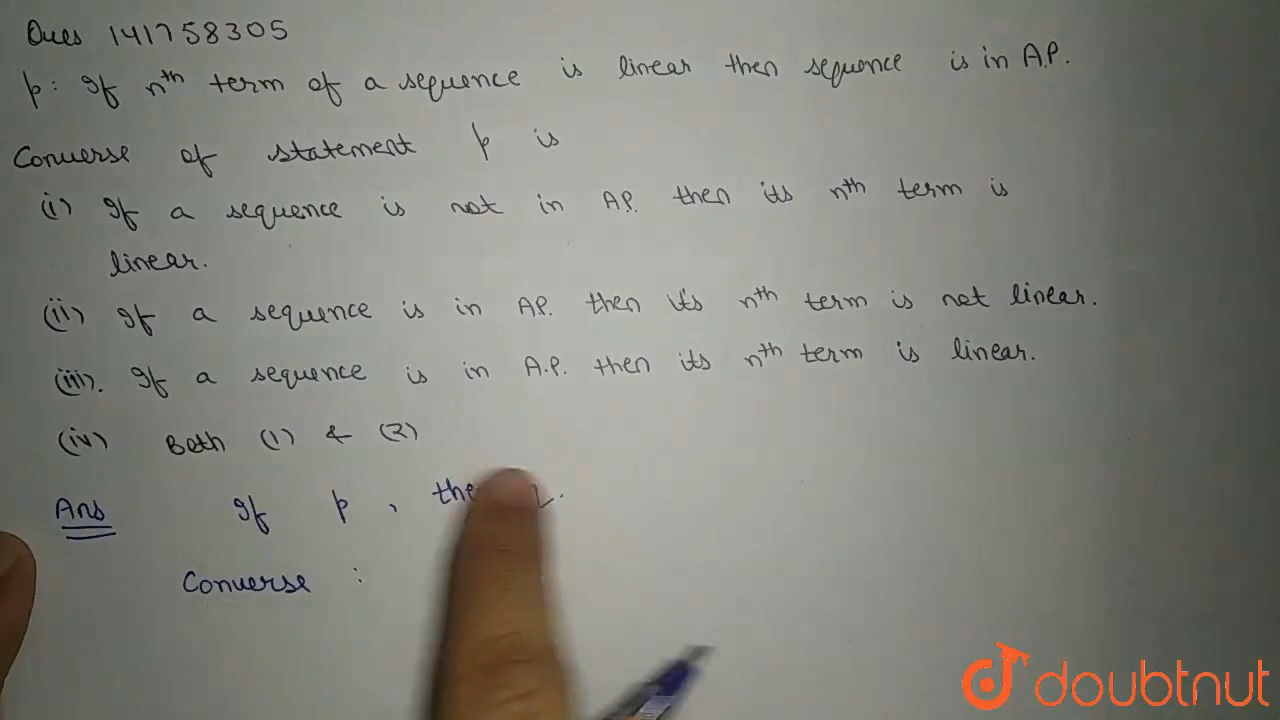 Ques 141758305
p: If nth term of a sequence is linear then sequence is in A.P.
Converse of statement p is
(i) If a sequence is not in A.P. then its nth term is
linear.
(ii) If a sequence is in A.P. then it's nth term is not linear.
(iii). If a sequence is in A.P. then its nth term is linear.
(iv) Both (1) & (2)
Ans If p,
Converse :
doubtnut